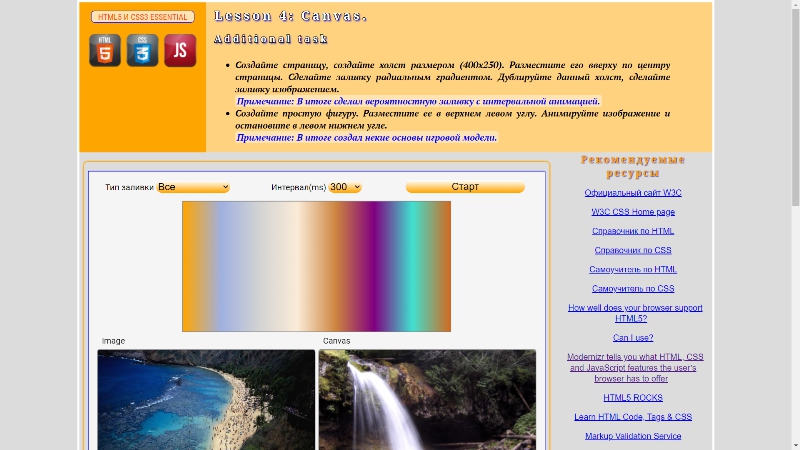 HTML5 И CSS3 ESSENTIAL
HTML
5
CSS
3
JS
Lesson 4: Canvas.
Additional task
Создайте страницу, создайте холст размером (400x250). Разместите его вверху по центру
страницы. Сделайте заливку радиальным градиентом. Дублируйте данный холст, сделайте
заливку изображением.
Примечание: В итоге сделал вероятностную заливку с интервальной анимацией.
Создайте простую фигуру. Разместите ее в верхнем левом углу. Анимируйте изображение и
остановите в левом нижнем угле.
Примечание: В итоге создал некие основы игровой модели.
Тип заливки Все
Интервал(ms) 300
Старт
Image
Canvas
Рекомендуемые
ресурсы
Официальный сайт W3C
W3C CSS Home page
Справочник по HTML
Справочник по CSS
Самоучитель по HTML
Самоучитель по CSS
How well does your browser support
HTML5?
Can I use?
Modernizr tells you what HTML, CSS
and JavaScript features the user's
browser has to offer
HTML5 ROCKS
Learn HTML Code, Tags & CSS
Markup Validation Service